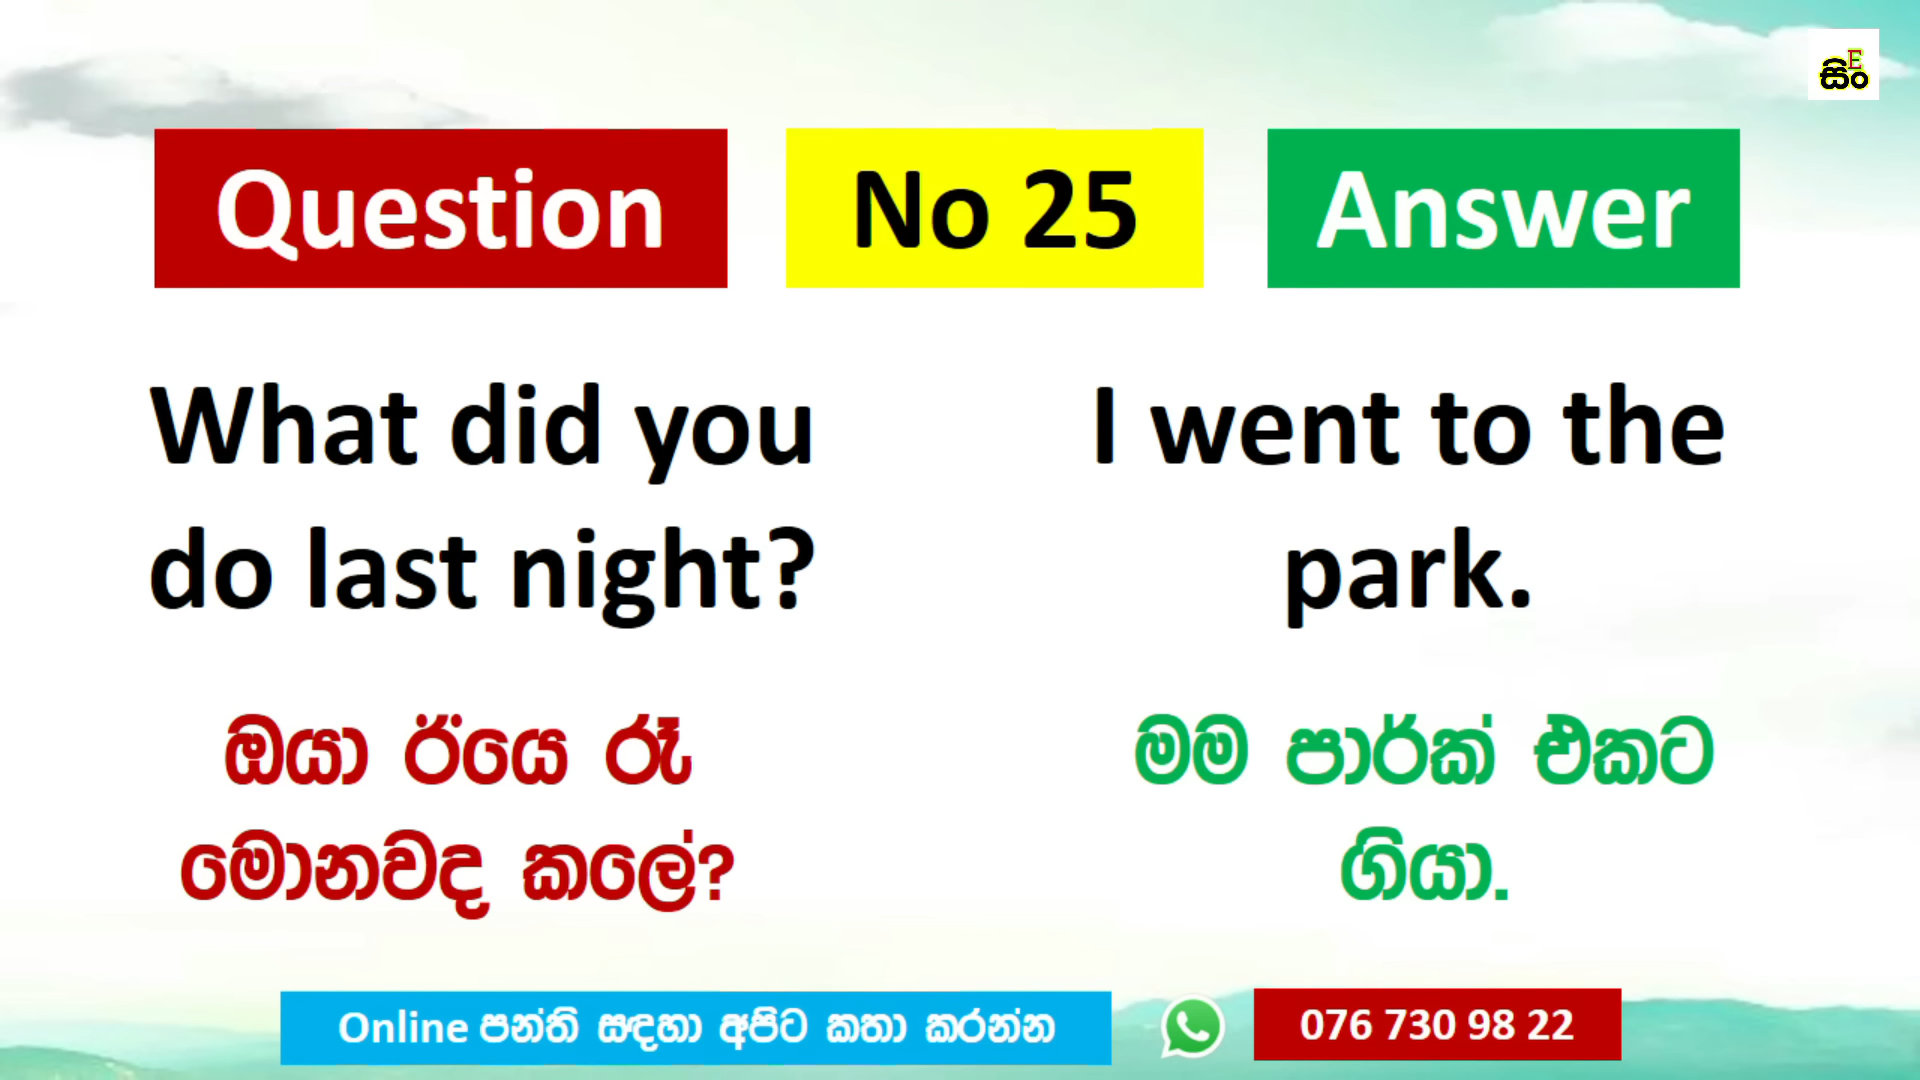 සිංE
Question
No 25
Answer
What did you
do last night?
I went to the
park.
ඔයා ඊයෙ රෑ
මොනවද කලේ?
මම පාර්ක් එකට
ගියා.
Online පන්ති සඳහා අපිට කතා කරන්න
076 730 98 22